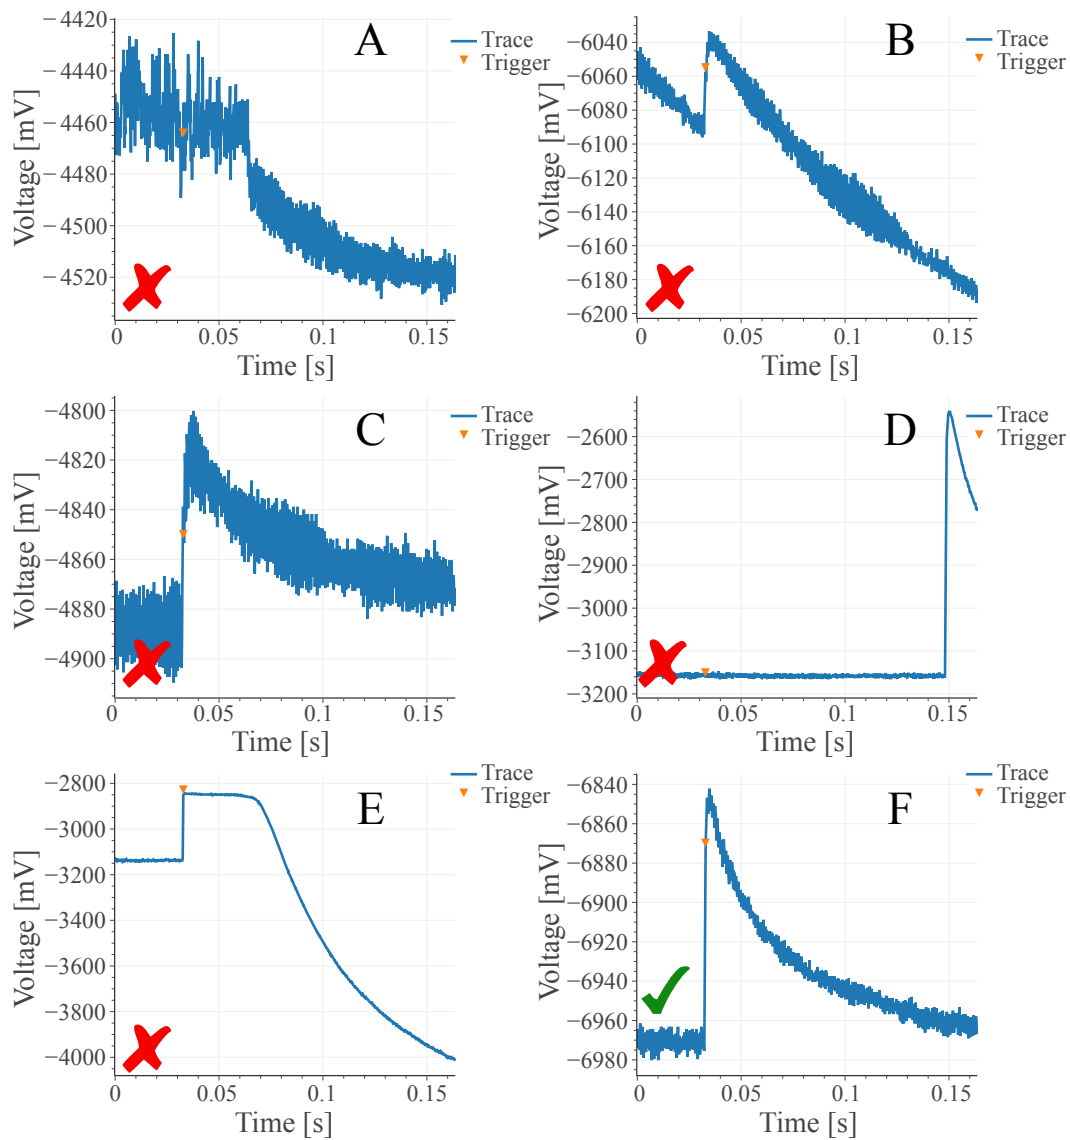 A
Trace
Trigger
Voltage [mV]
−4420
−4440
−4460
−4480
−4500
−4520
0
0.05
0.1
0.15
Time [s]
B
Trace
Trigger
Voltage [mV]
−6040
−6060
−6080
−6100
−6120
−6140
−6160
−6180
−6200
0
0.05
0.1
0.15
Time [s]
C
Trace
Trigger
Voltage [mV]
−4800
−4820
−4840
−4860
−4880
−4900
0
0.05
0.1
0.15
Time [s]
D
Trace
Trigger
Voltage [mV]
−2600
−2700
−2800
−2900
−3000
−3100
−3200
0
0.05
0.1
0.15
Time [s]
E
Trace
Trigger
Voltage [mV]
−2800
−3000
−3200
−3400
−3600
−3800
−4000
0
0.05
0.1
0.15
Time [s]
F
Trace
Trigger
Voltage [mV]
−6840
−6860
−6880
−6900
−6920
−6940
−6960
−6980
0
0.05
0.1
0.15
Time [s]